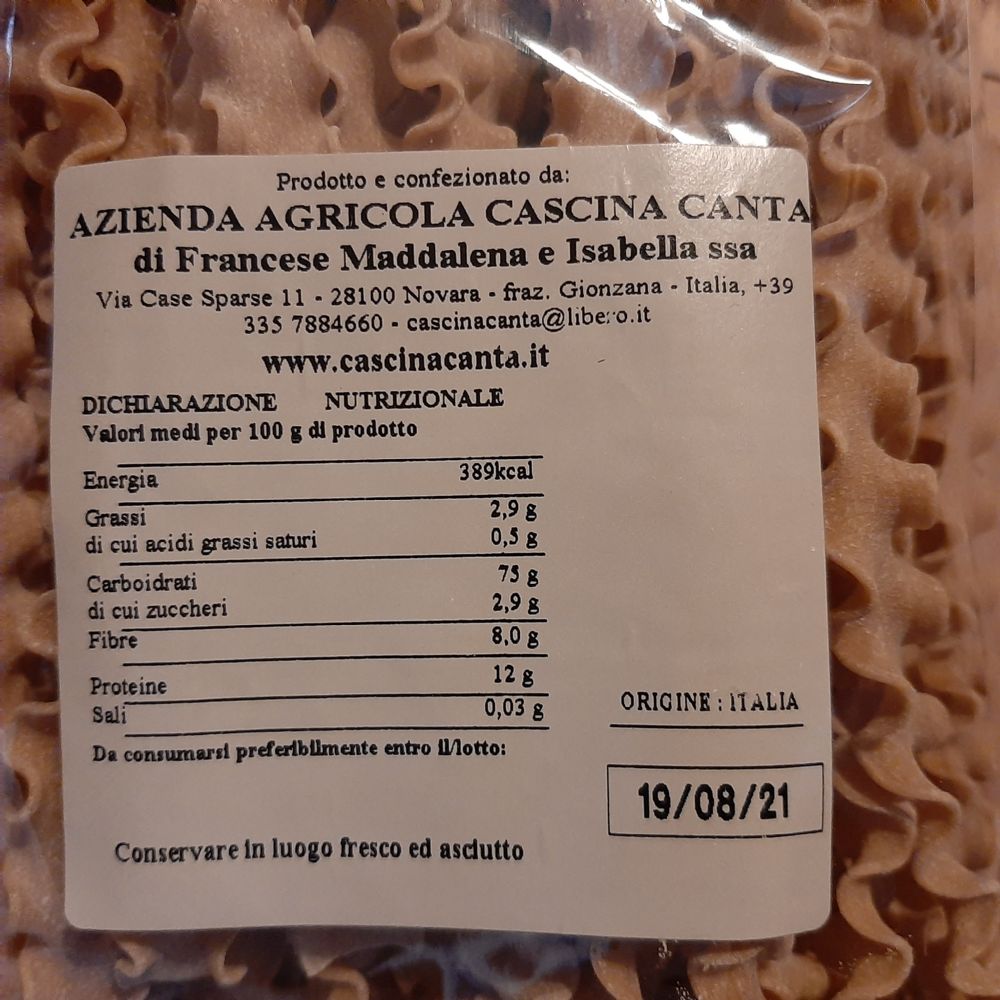 Prodotto e confezionato da:
AZIENDA AGRICOLA CASCINA CANTA
di Francese Maddalena e Isabella ssa
Via Case Sparse 11 - 28100 Novara - fraz. Gionzana - Italia, +39
335 7884660 - cascinacanta@libero.it
www.cascinacanta.it
DICHIARAZIONE NUTRIZIONALE
Valori medi per 100 g di prodotto
Energia 389kcal
Grassi 2,9 g
di cui acidi grassi saturi 0,5 g
Carboidrati 75 g
di cui zuccheri 2,9 g
Fibre 8,0 g
Proteine 12 g
Sali 0,03 g
ORIGINE : ITALIA
Da consumarsi preferibilmente entro il/lotto:
19/08/21
Conservare in luogo fresco ed asciutto